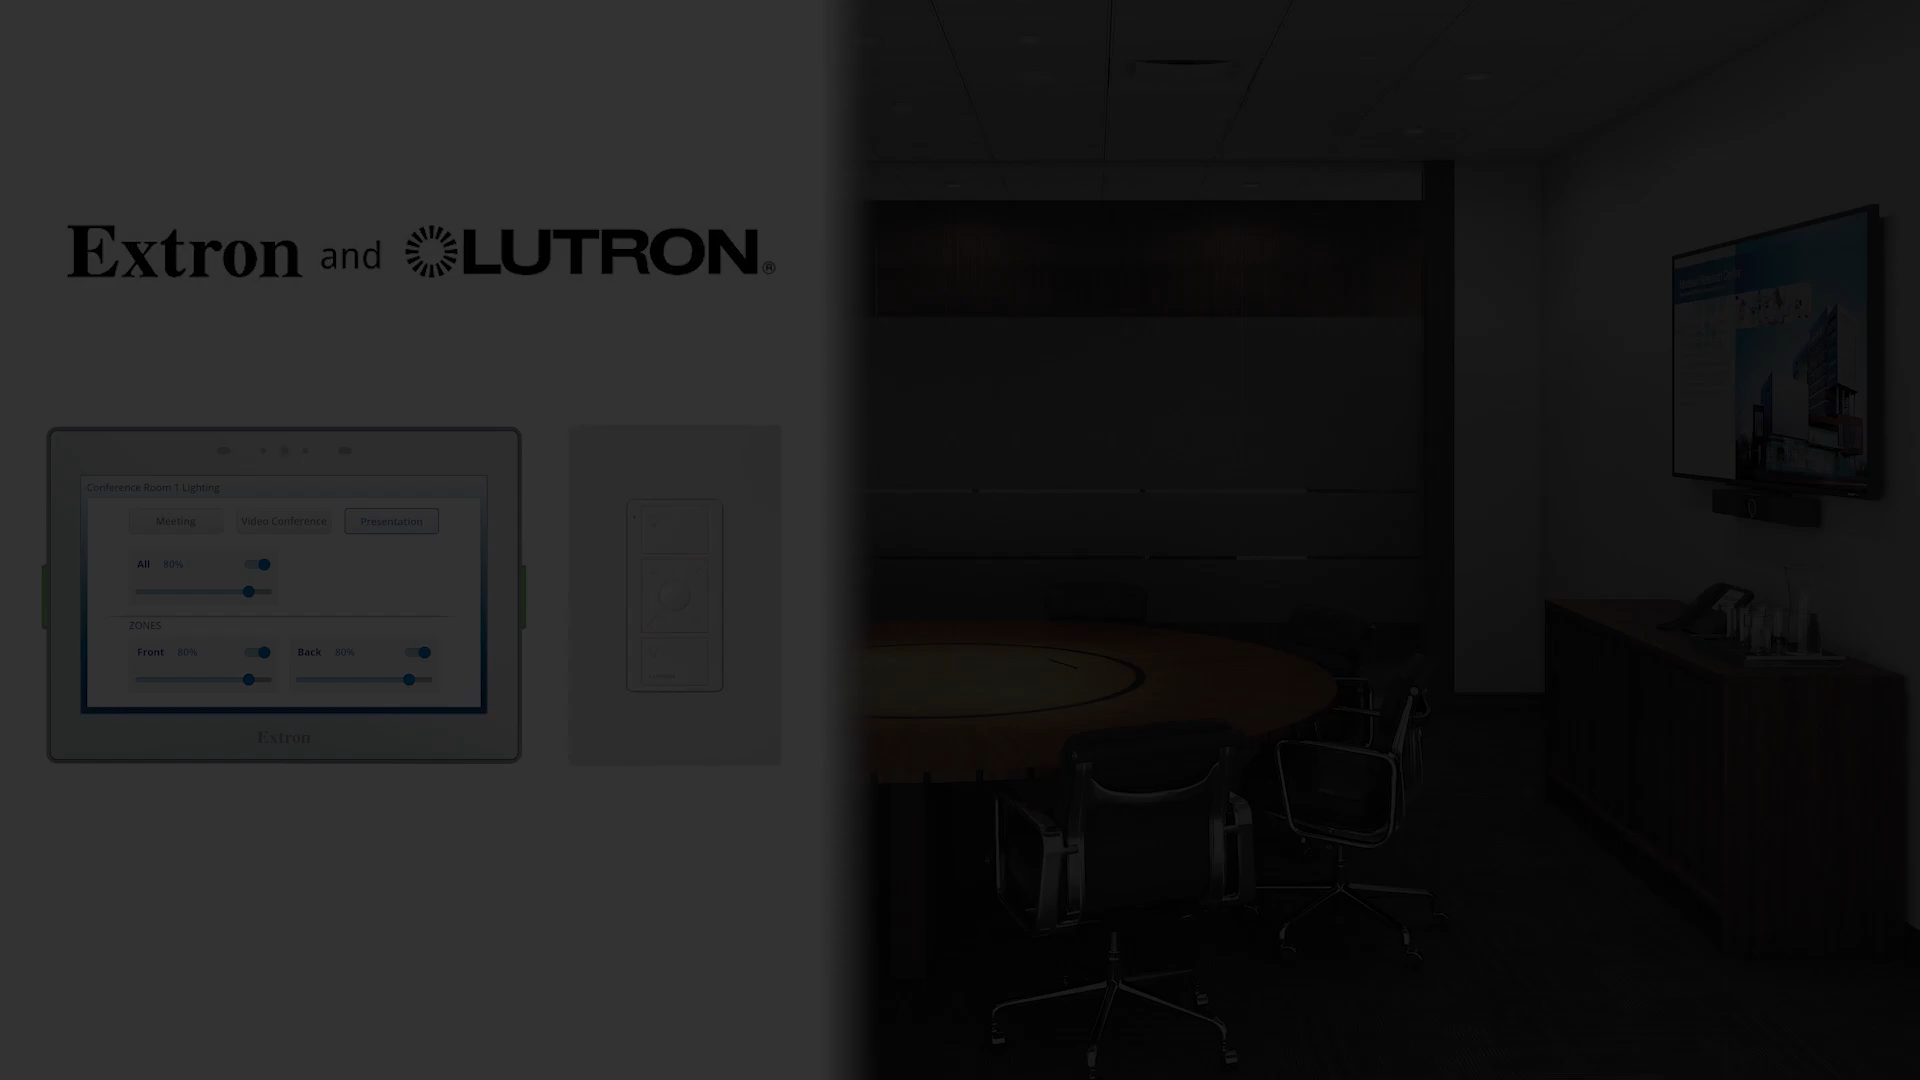 Extron and LUTRON®
Conference Room 1 Lighting
Meeting
Video Conference
Presentation
All 80%
ZONES
Front 80%
Back 80%
Extron